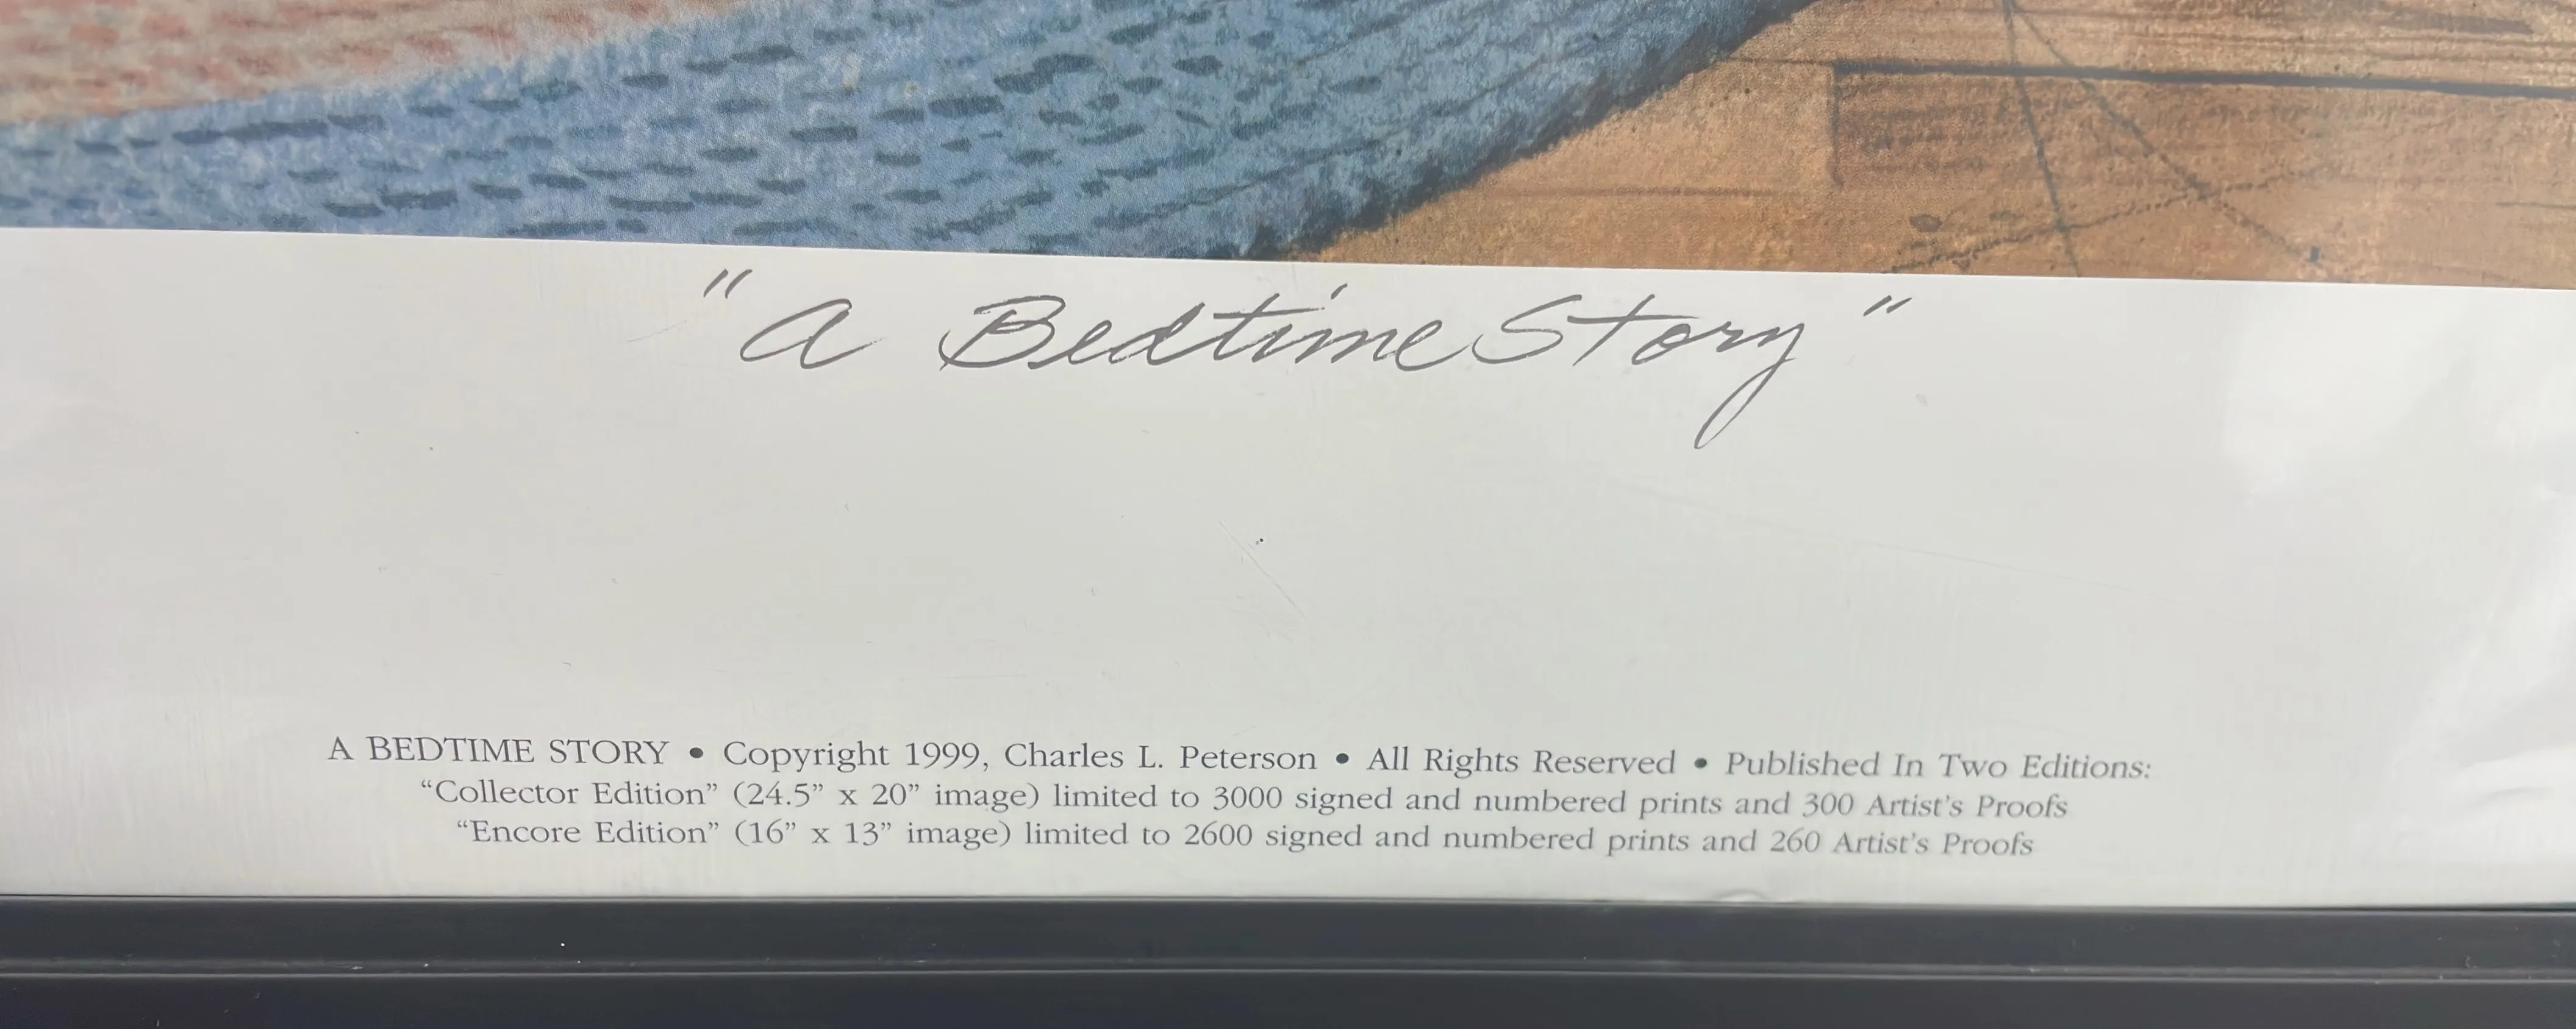 "A Bedtime Story"
A BEDTIME STORY • Copyright 1999, Charles L. Peterson • All Rights Reserved • Published In Two Editions:
“Collector Edition” (24.5” x 20” image) limited to 3000 signed and numbered prints and 300 Artist’s Proofs
“Encore Edition” (16” x 13” image) limited to 2600 signed and numbered prints and 260 Artist’s Proofs